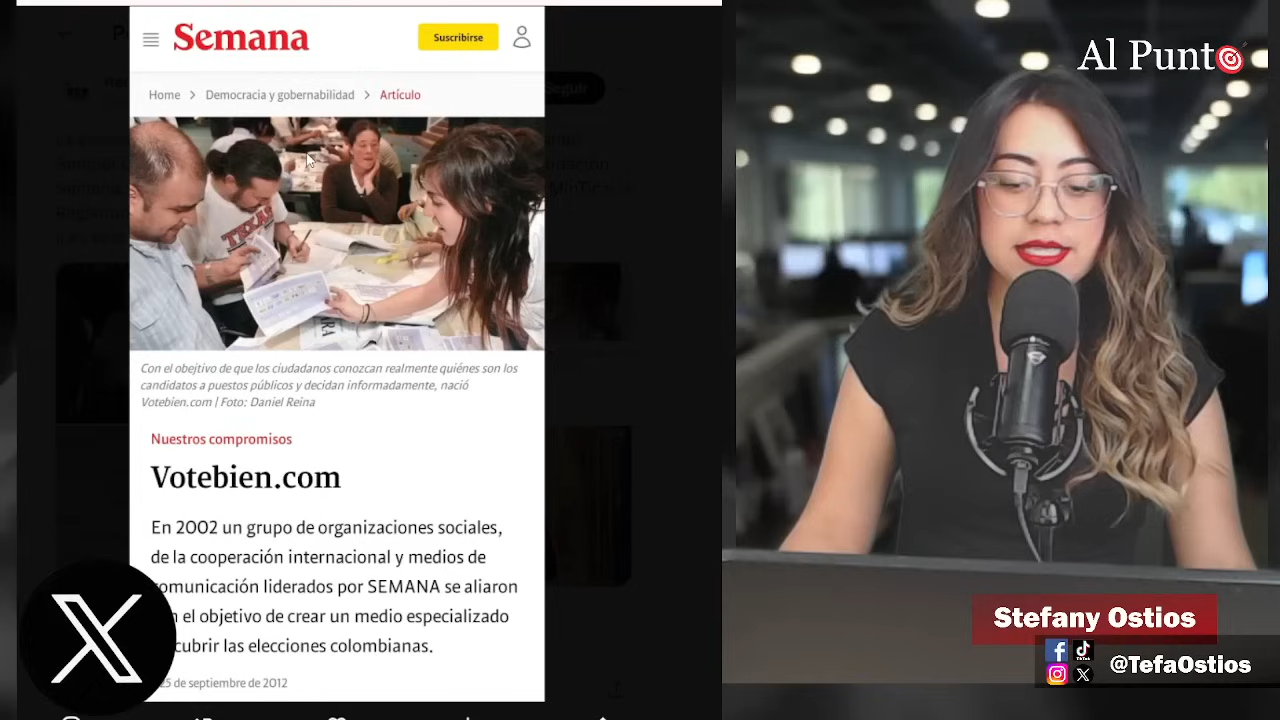 Semana
Suscribirse
Home > Democracia y gobernabilidad > Artículo
TEXAS
Con el obejtivo de que los ciudadanos conozcan realmente quiénes son los
candidatos a puestos públicos y decidan informadamente, nació
Votebien.com | Foto: Daniel Reina
Nuestros compromisos
Votebien.com
En 2002 un grupo de organizaciones sociales,
de la cooperación internacional y medios de
comunicación liderados por SEMANA se aliaron
el objetivo de crear un medio especializado
cubrir las elecciones colombianas.
25 de septiembre de 2012
Al Punto
Stefany Ostios
@TefaOstios